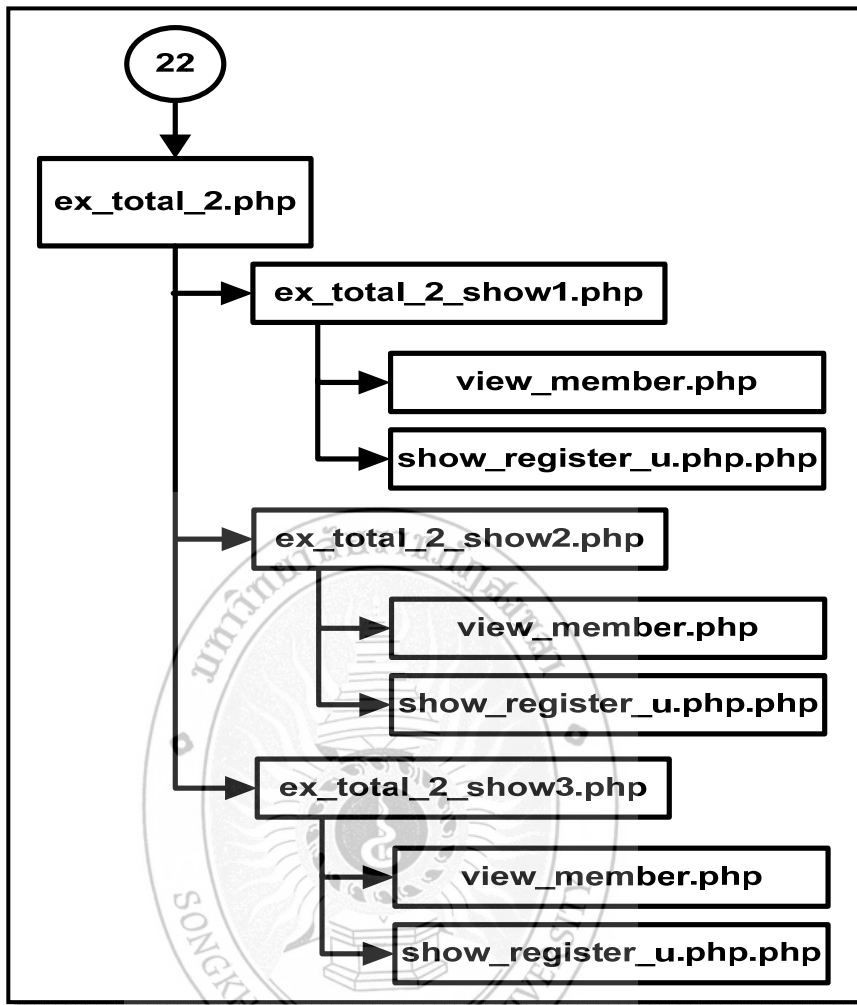 22
ex_total_2.php
ex_total_2_show1.php
view_member.php
show_register_u.php.php
ex_total_2_show2.php
view_member.php
show_register_u.php.php
ex_total_2_show3.php
view_member.php
show_register_u.php.php